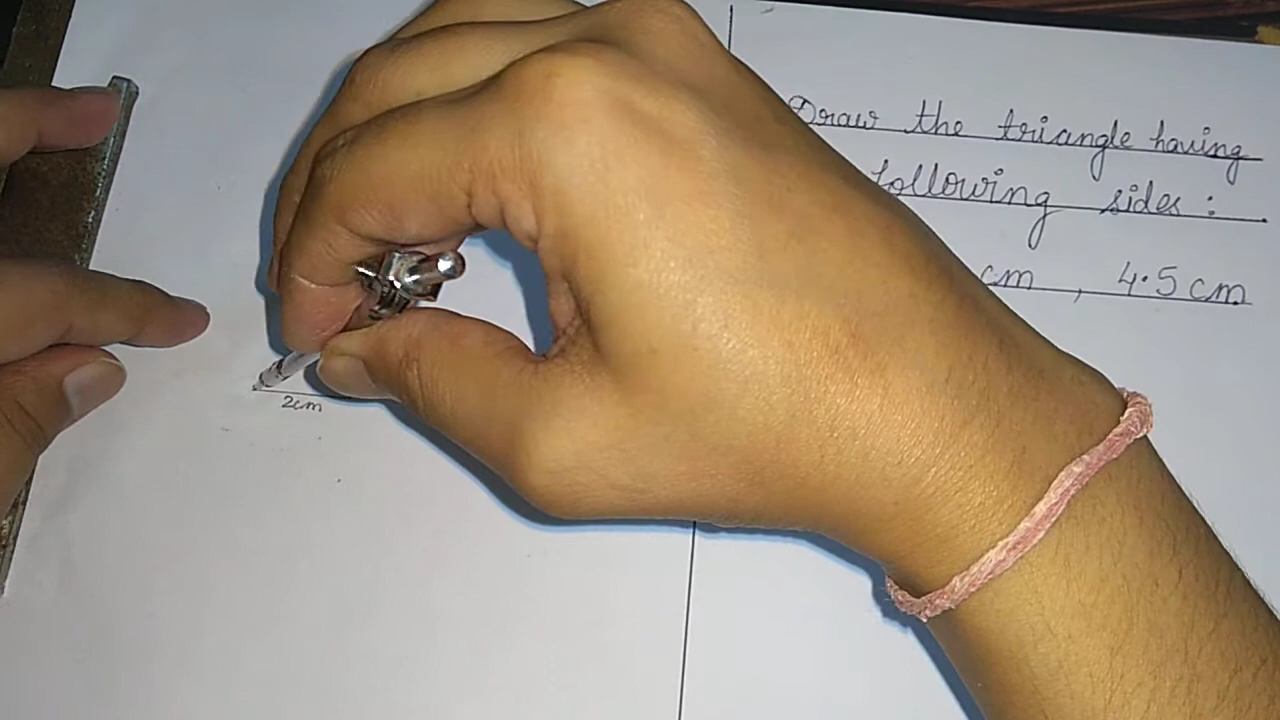 Draw the triangle having
following sides :
cm , 4.5 cm
2cm